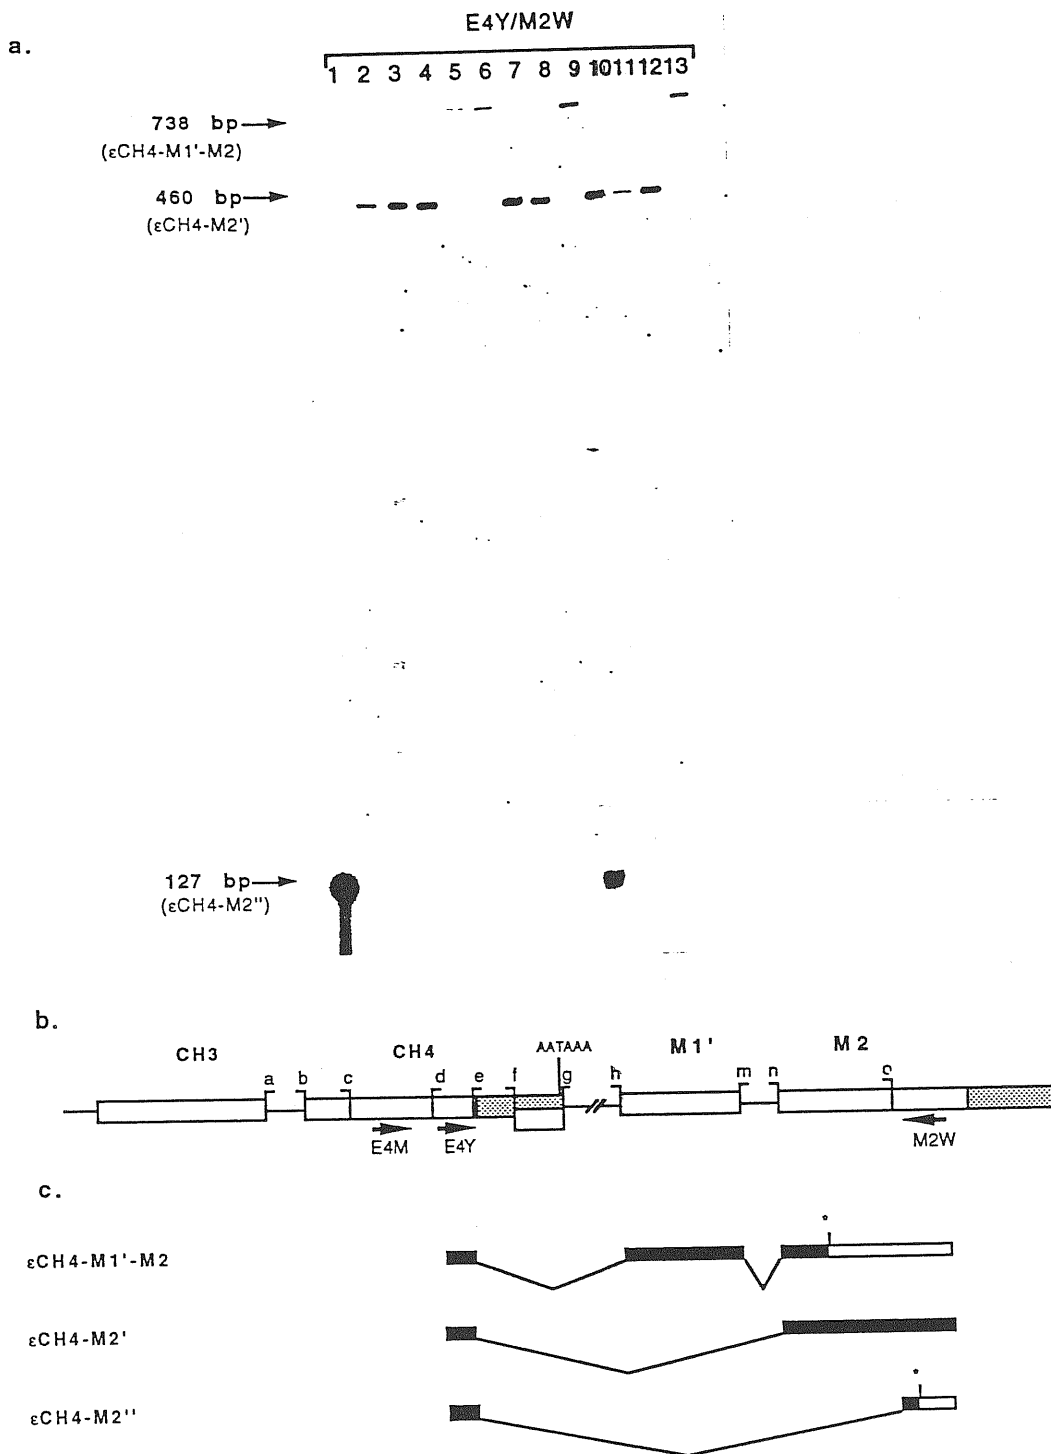 a.
E4Y/M2W
1 2 3 4 5 6 7 8 9 10 11 12 13
738 bp
(εCH4-M1'-M2)
460 bp
(εCH4-M2')
127 bp
(εCH4-M2'')
b.
CH3 CH4 AATAAA M1' M2
a b c d e f g h m n o
E4M E4Y M2W
c.
*
εCH4-M1'-M2
εCH4-M2'
*
εCH4-M2''